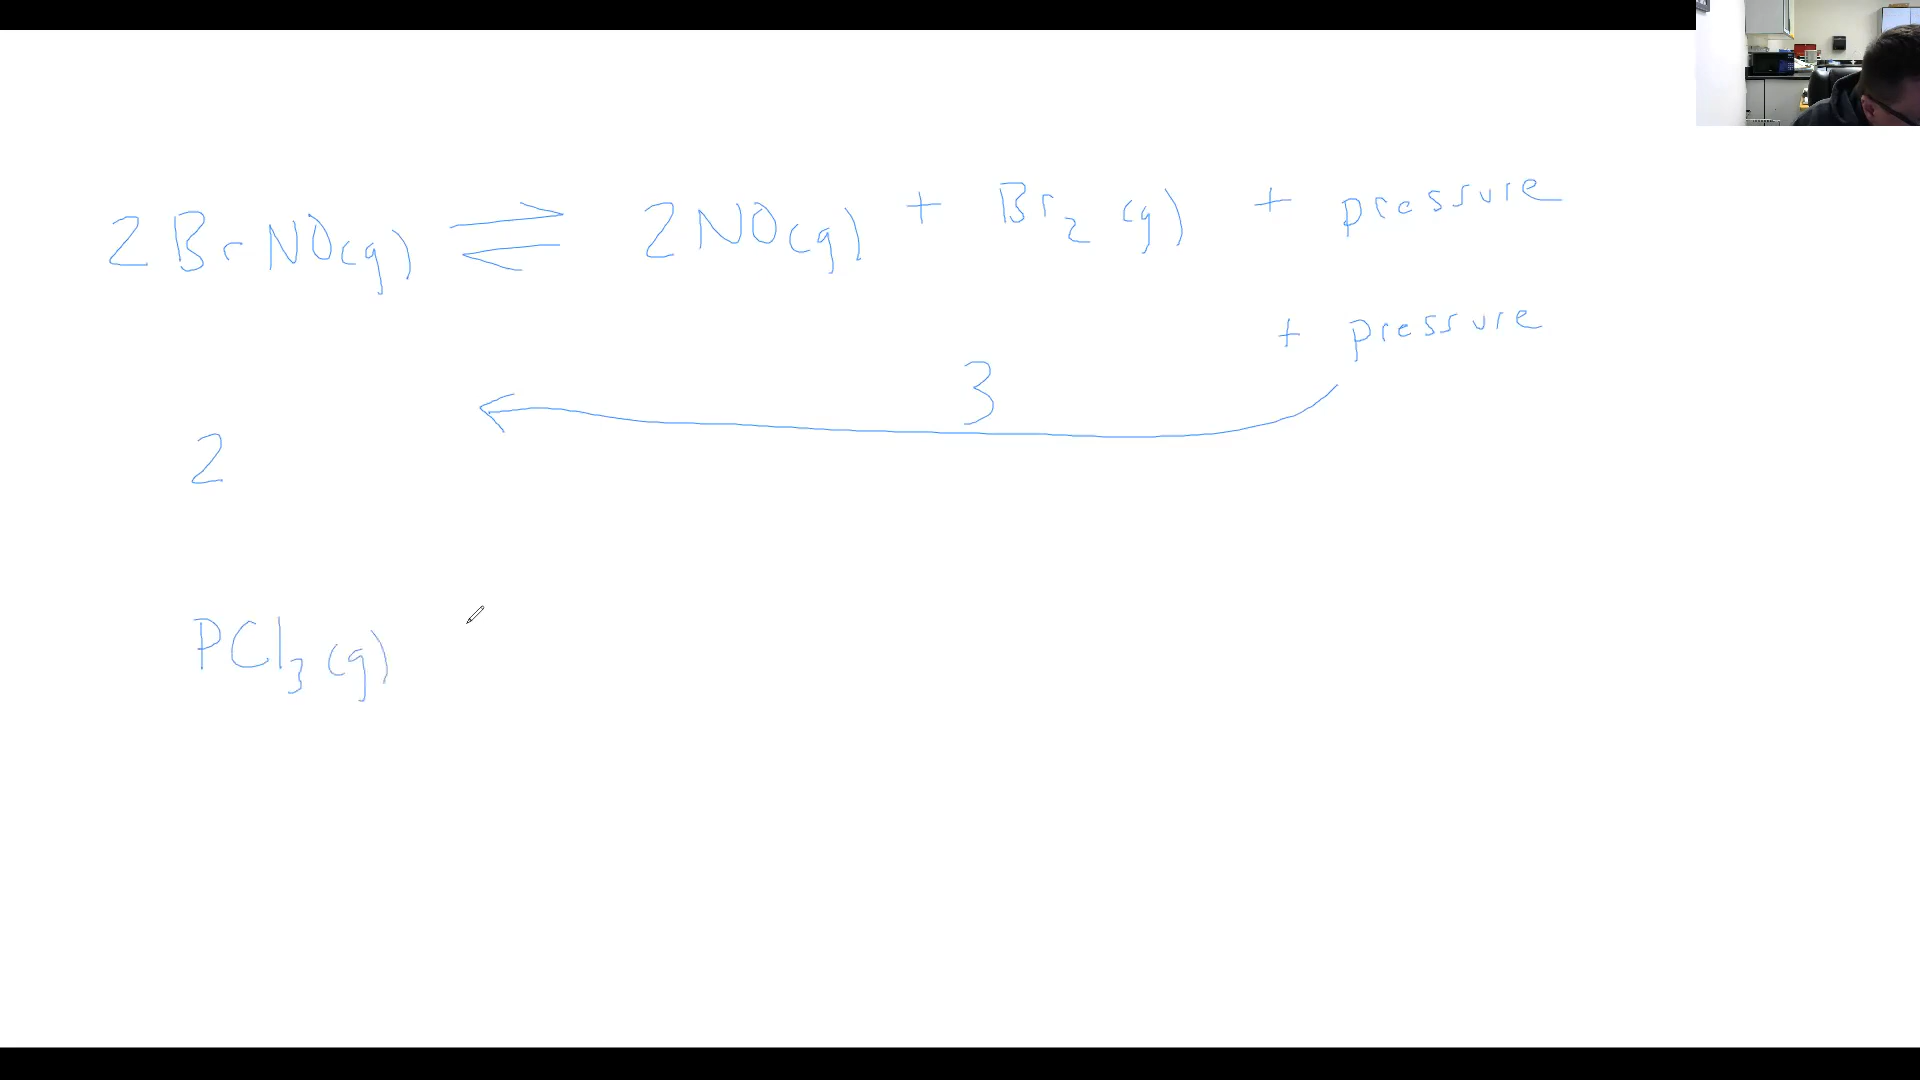 2BrNO(g) ⇌ 2NO(g) + Br₂(g) + pressure
+ pressure
3
2
PCl₃(g)